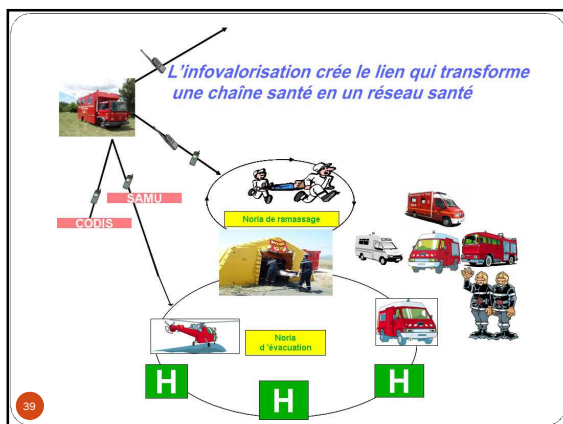 L'infovalorisation crée le lien qui transforme
une chaîne santé en un réseau santé
SAMU
CODIS
Noria de ramassage
Noria
d 'évacuation
H
H
H
39